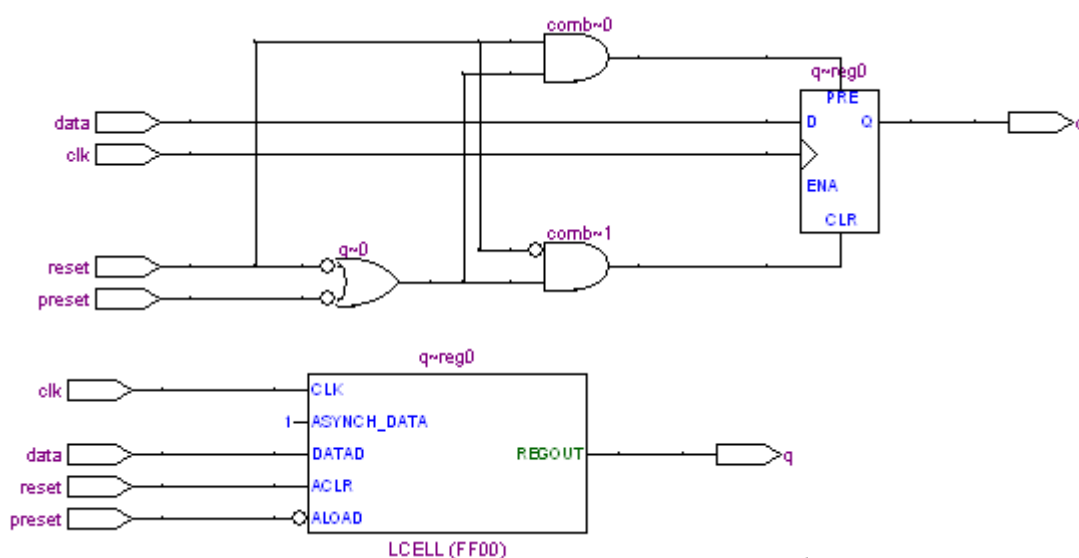 comb~0
q~reg0
PRE
data
D
Q
q
clk
ENA
CLR
comb~1
q~0
reset
preset
q~reg0
clk
CLK
1
ASYNCH_DATA
data
DATAD
REGOUT
q
reset
ACLR
preset
ALOAD
LCELL (FF00)